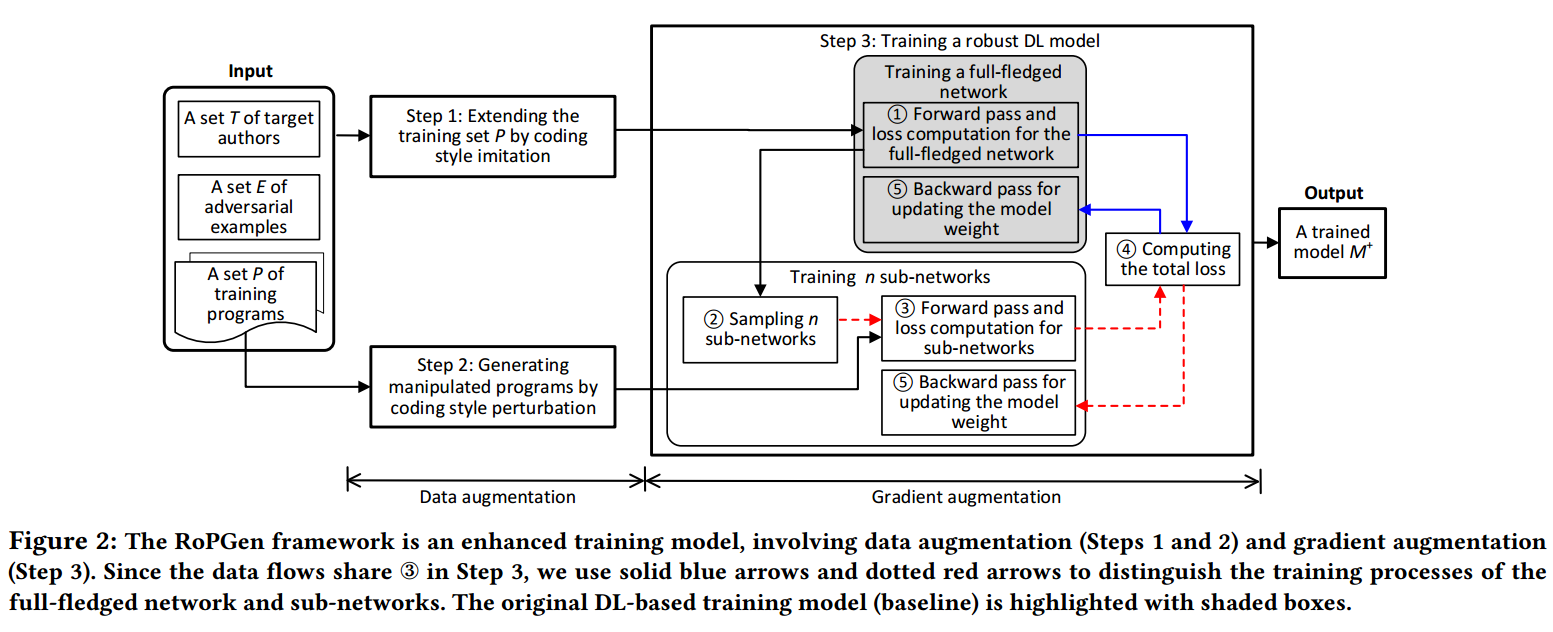 Input
A set T of target
authors
A set E of
adversarial
examples
A set P of
training
programs
Step 1: Extending the
training set P by coding
style imitation
Step 2: Generating
manipulated programs by
coding style perturbation
Step 3: Training a robust DL model
Training a full-fledged
network
① Forward pass and
loss computation for the
full-fledged network
⑤ Backward pass for
updating the model
weight
④ Computing
the total loss
Training n sub-networks
② Sampling n
sub-networks
③ Forward pass and
loss computation for
sub-networks
⑤ Backward pass for
updating the model
weight
Output
A trained
model M⁺
Data augmentation
Gradient augmentation
Figure 2: The RoPGen framework is an enhanced training model, involving data augmentation (Steps 1 and 2) and gradient augmentation
(Step 3). Since the data flows share ③ in Step 3, we use solid blue arrows and dotted red arrows to distinguish the training processes of the
full-fledged network and sub-networks. The original DL-based training model (baseline) is highlighted with shaded boxes.